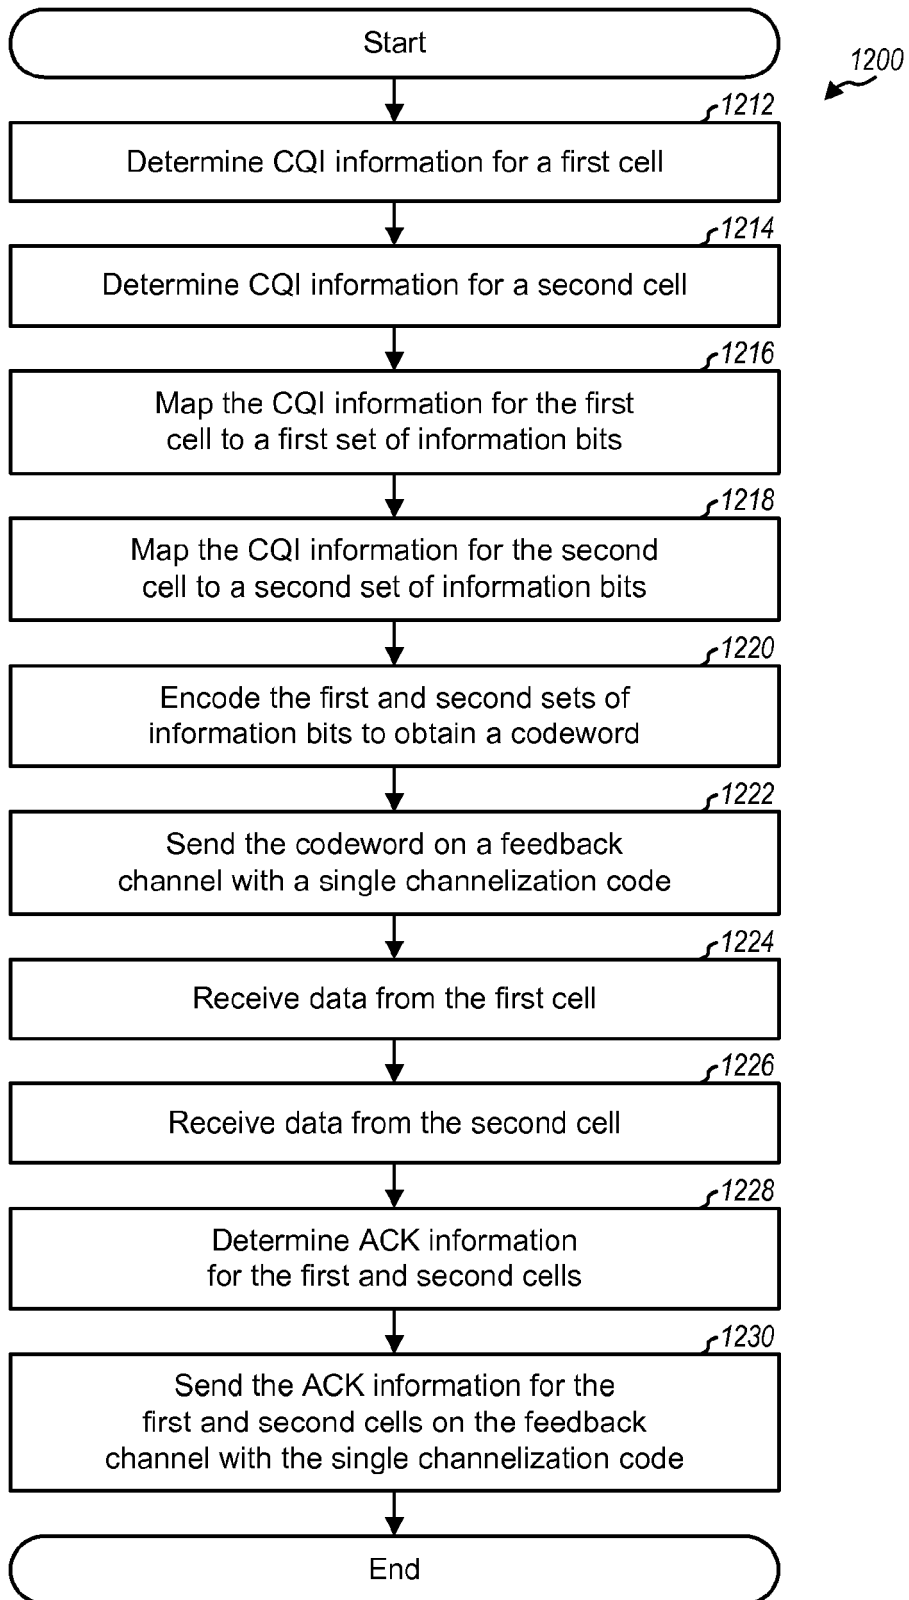 Start
1200
1212
Determine CQI information for a first cell
1214
Determine CQI information for a second cell
1216
Map the CQI information for the first
cell to a first set of information bits
1218
Map the CQI information for the second
cell to a second set of information bits
1220
Encode the first and second sets of
information bits to obtain a codeword
1222
Send the codeword on a feedback
channel with a single channelization code
1224
Receive data from the first cell
1226
Receive data from the second cell
1228
Determine ACK information
for the first and second cells
1230
Send the ACK information for the
first and second cells on the feedback
channel with the single channelization code
End